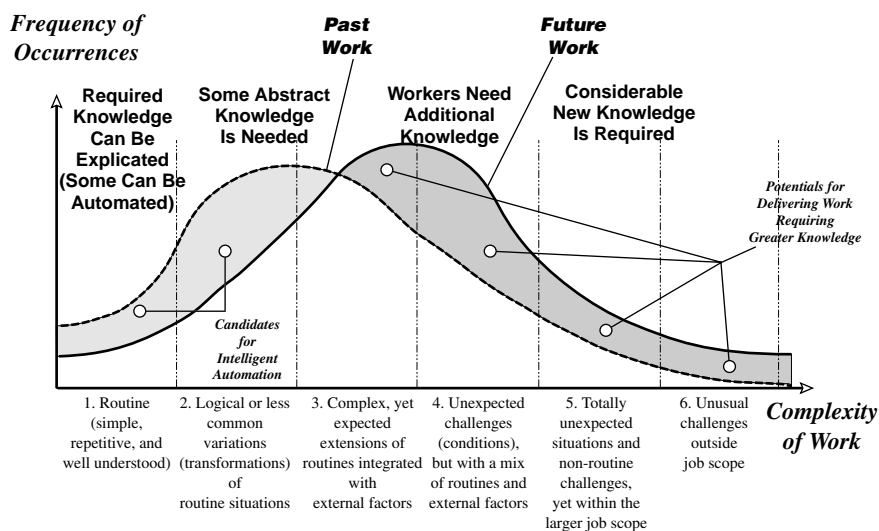 Frequency of
Occurrences
Past
Work
Future
Work
Required
Knowledge
Can Be
Explicated
(Some Can Be
Automated)
Some Abstract
Knowledge
Is Needed
Workers Need
Additional
Knowledge
Considerable
New Knowledge
Is Required
Potentials for
Delivering Work
Requiring
Greater Knowledge
Candidates
for
Intelligent
Automation
1. Routine
(simple,
repetitive, and
well understood)
2. Logical or less
common
variations
(transformations)
of
routine situations
3. Complex, yet
expected
extensions of
routines integrated
with
external factors
4. Unexpected
challenges
(conditions),
but with a mix
of routines and
external factors
5. Totally
unexpected
situations and
non-routine
challenges,
yet within the
larger job scope
6. Unusual
challenges
outside
job scope
Complexity
of Work